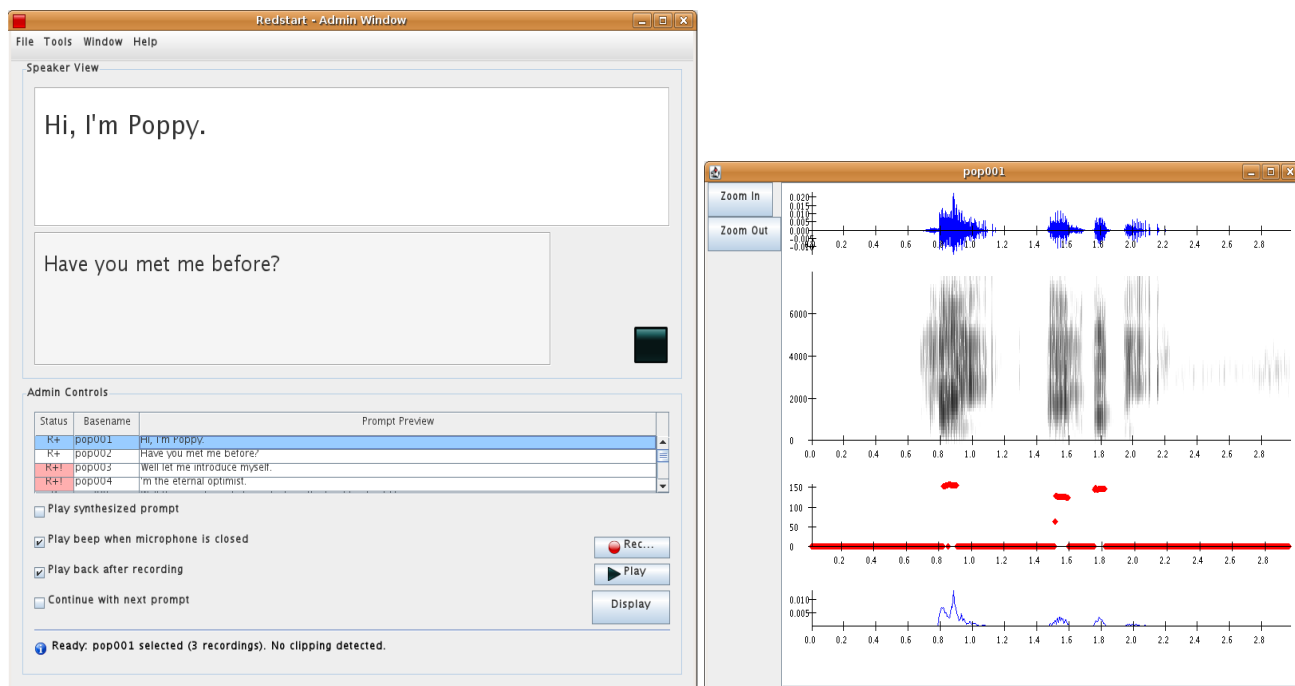 Redstart - Admin Window
File Tools Window Help
Speaker View
Hi, I'm Poppy.
Have you met me before?
Admin Controls
Status Basename Prompt Preview
R+ pop001 Hi, I'm Poppy.
R+ pop002 Have you met me before?
R+! pop003 Well let me introduce myself.
R+! pop004 'm the eternal optimist.
Play synthesized prompt
Play beep when microphone is closed
Rec...
Play back after recording
Play
Continue with next prompt
Display
Ready: pop001 selected (3 recordings). No clipping detected.
pop001
Zoom In
Zoom Out
0.020
0.015
0.010
0.005
0.000
-0.005
-0.010
0.0 0.2 0.4 0.6 0.8 1.0 1.2 1.4 1.6 1.8 2.0 2.2 2.4 2.6 2.8
6000
4000
2000
0
0.0 0.2 0.4 0.6 0.8 1.0 1.2 1.4 1.6 1.8 2.0 2.2 2.4 2.6 2.8
150
100
50
0
0.2 0.4 0.6 0.8 1.0 1.2 1.4 1.6 1.8 2.0 2.2 2.4 2.6 2.8
0.010
0.005
0.0 0.2 0.4 0.6 0.8 1.0 1.2 1.4 1.6 1.8 2.0 2.2 2.4 2.6 2.8